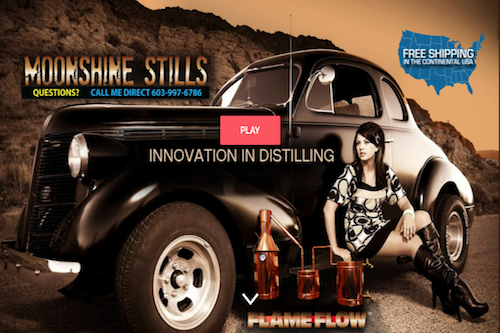 MOONSHINE STILLS
QUESTIONS? CALL ME DIRECT 603-997-6786
FREE SHIPPING
IN THE CONTINENTAL USA
PLAY
INNOVATION IN DISTILLING
FLAME FLOW